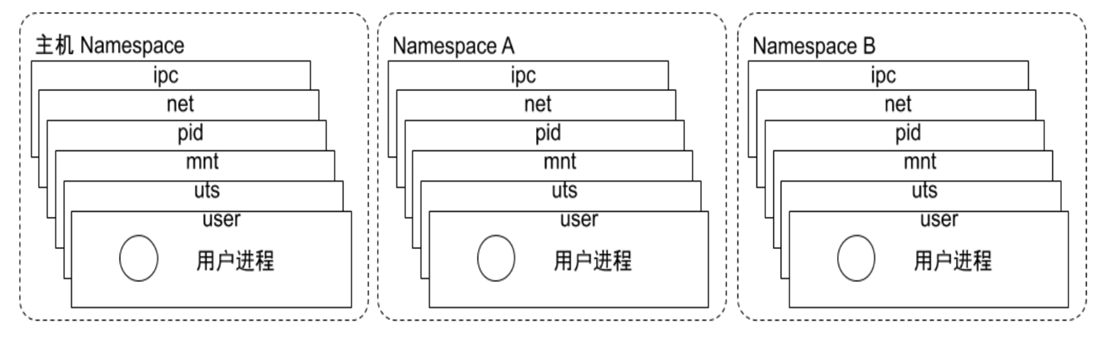 主机 Namespace
ipc
net
pid
mnt
uts
user
用户进程
Namespace A
ipc
net
pid
mnt
uts
user
用户进程
Namespace B
ipc
net
pid
mnt
uts
user
用户进程